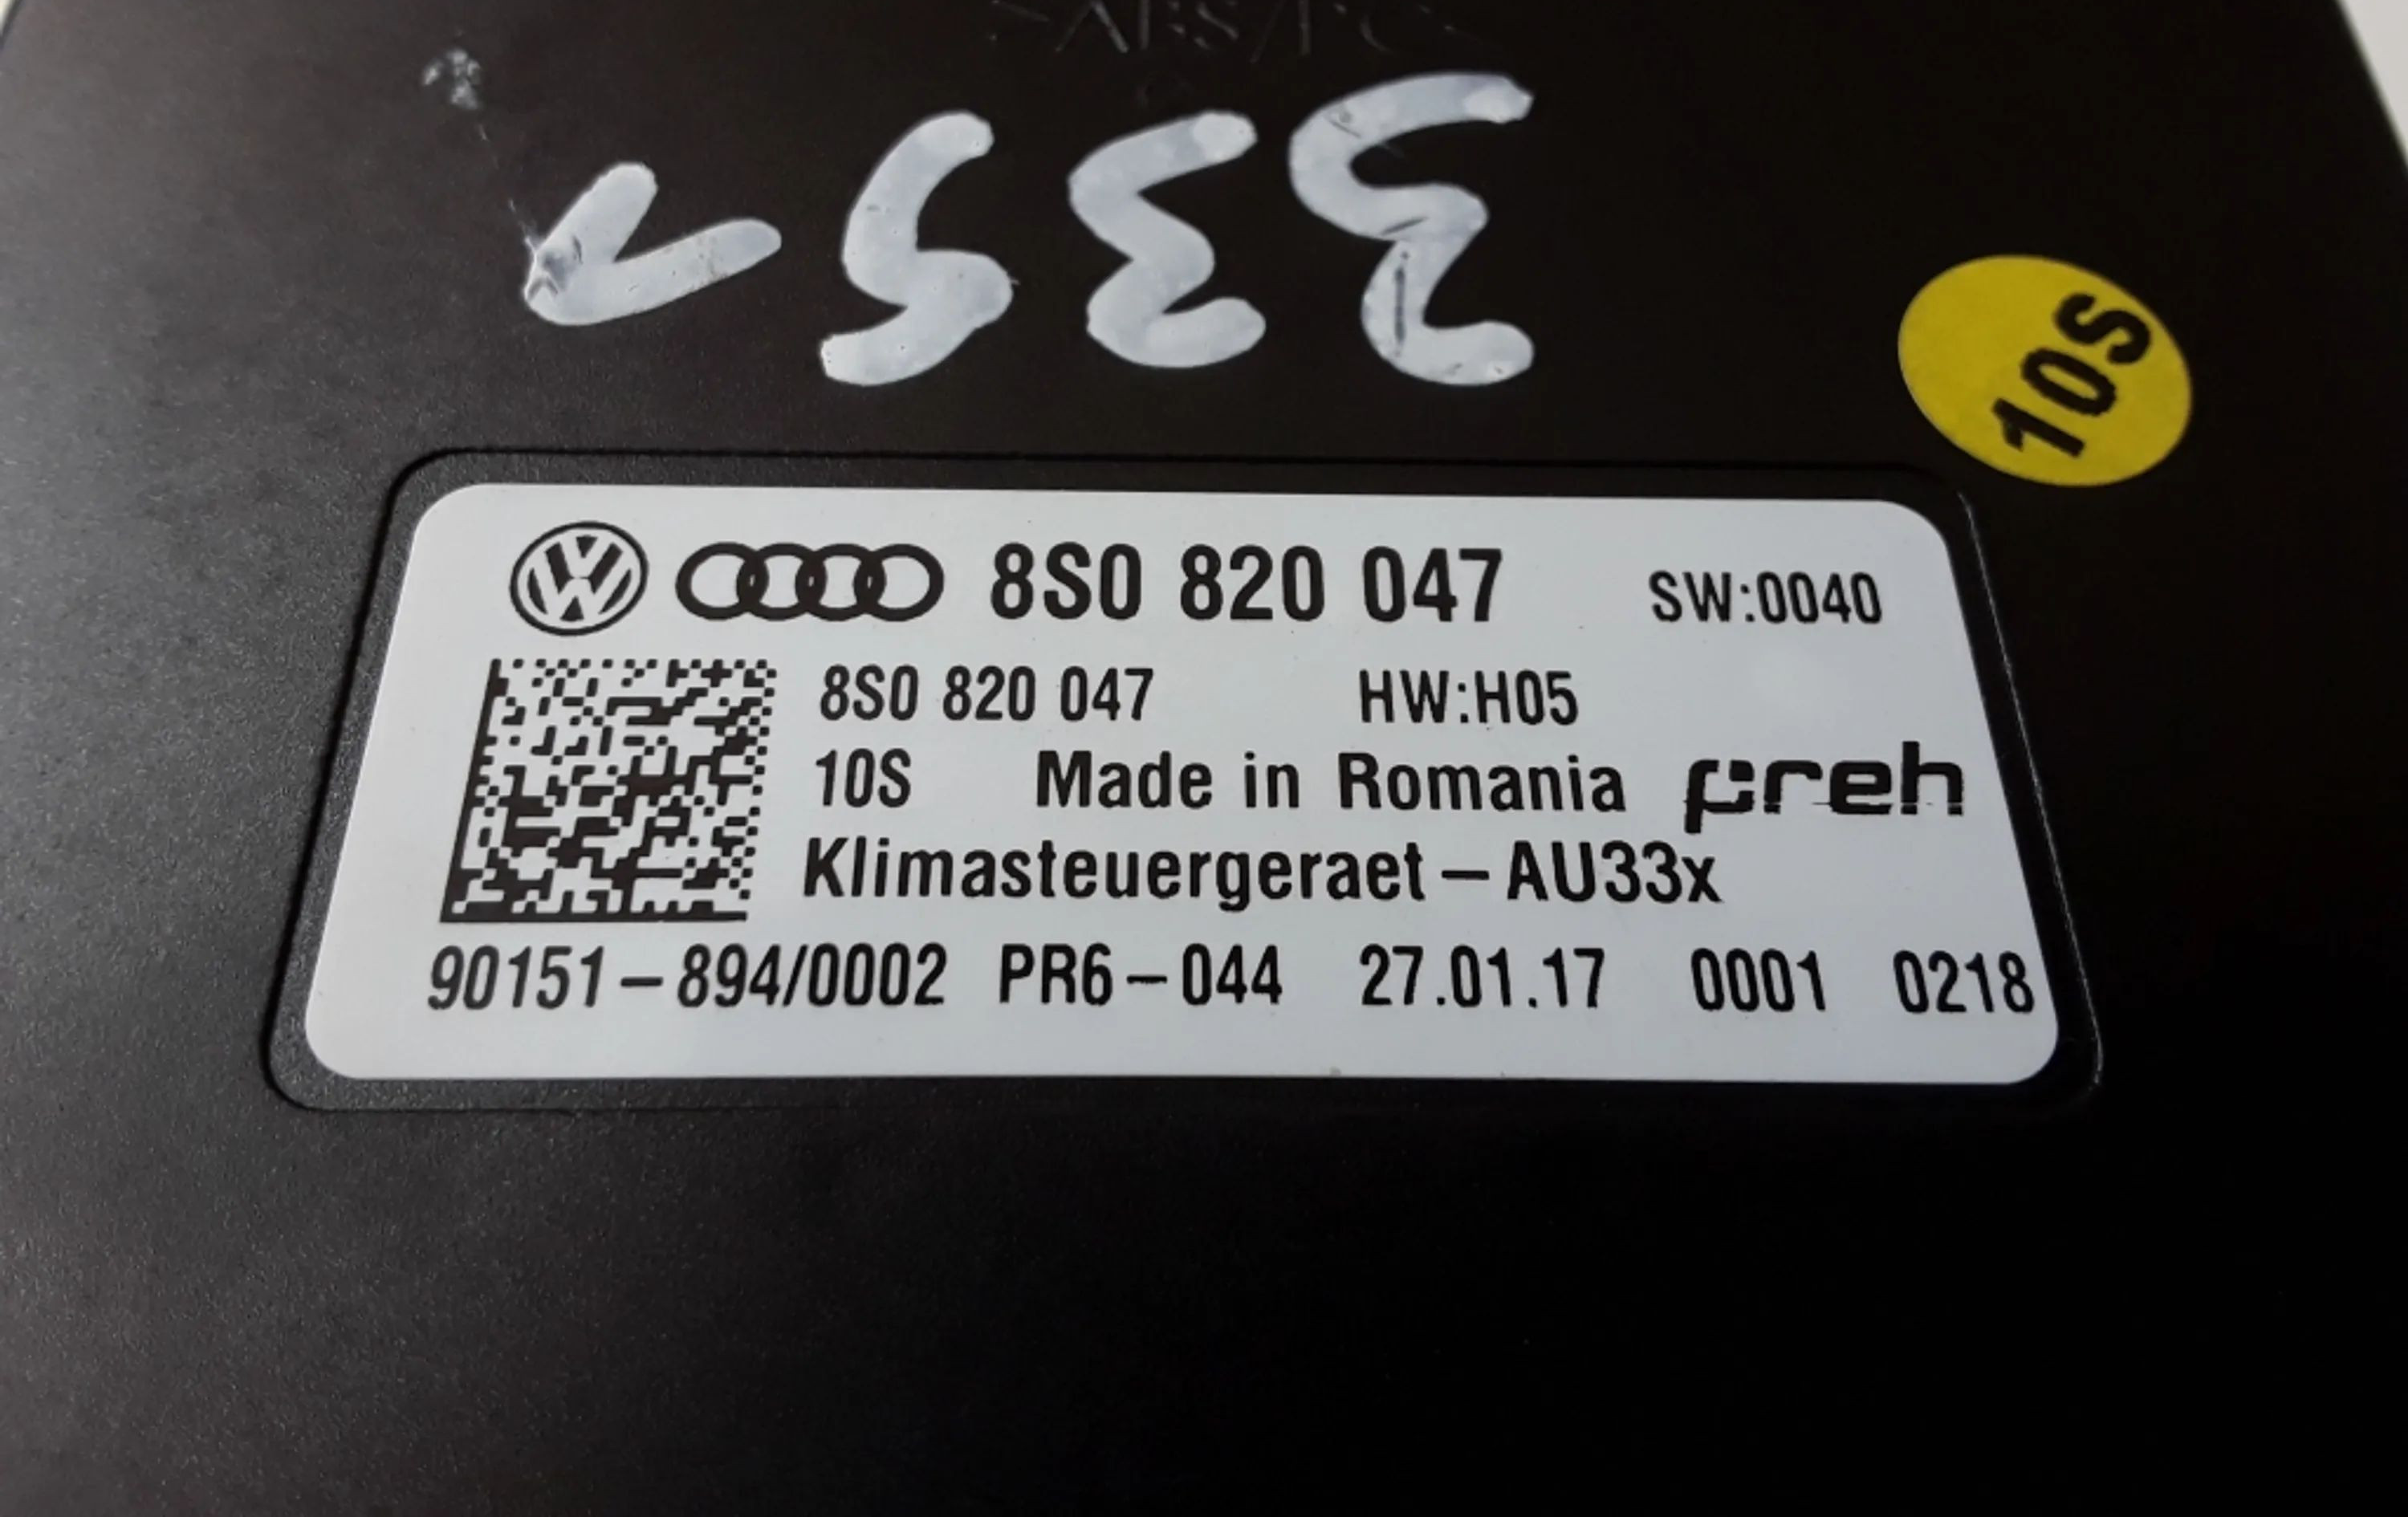 10S
8S0 820 047 SW:0040
8S0 820 047 HW:H05
10S Made in Romania preh
Klimasteuergeraet – AU33x
90151–894/0002 PR6–044 27.01.17 0001 0218